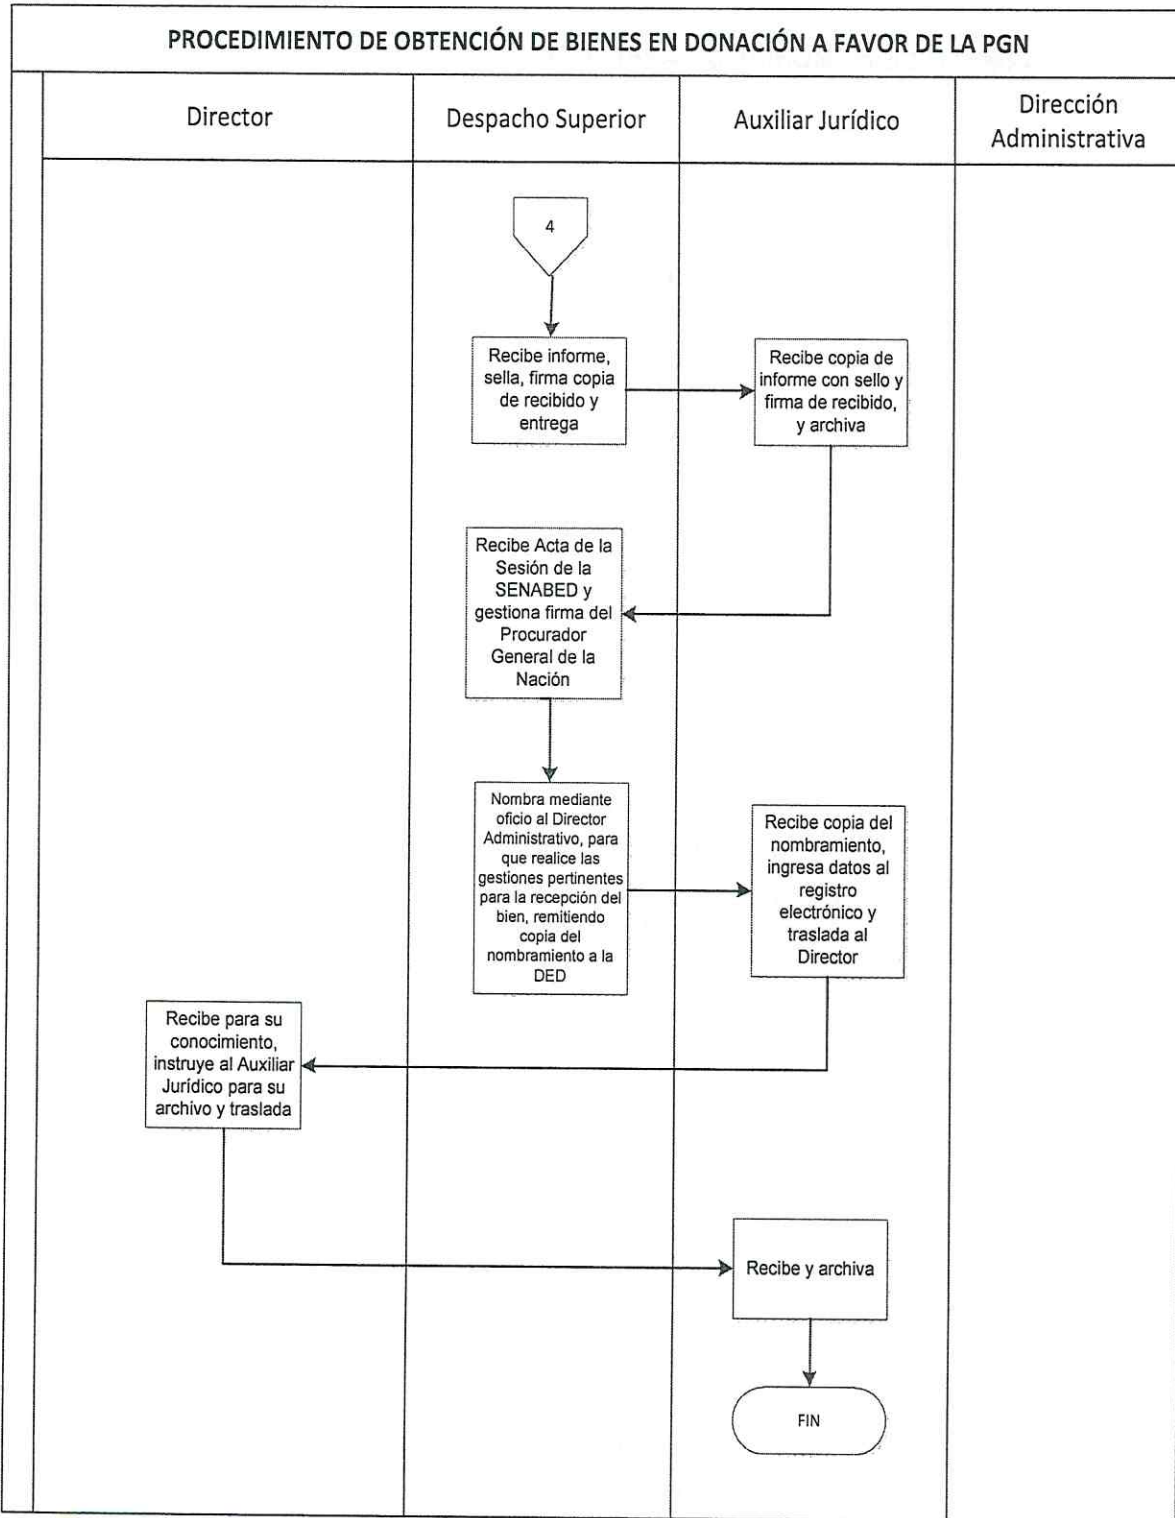 PROCEDIMIENTO DE OBTENCIÓN DE BIENES EN DONACIÓN A FAVOR DE LA PGN
Director
Despacho Superior
Auxiliar Jurídico
Dirección
Administrativa
4
Recibe informe,
sella, firma copia
de recibido y
entrega
Recibe copia de
informe con sello y
firma de recibido,
y archiva
Recibe Acta de la
Sesión de la
SENABED y
gestiona firma del
Procurador
General de la
Nación
Nombra mediante
oficio al Director
Administrativo, para
que realice las
gestiones pertinentes
para la recepción del
bien, remitiendo
copia del
nombramiento a la
DED
Recibe copia del
nombramiento,
ingresa datos al
registro
electrónico y
traslada al
Director
Recibe para su
conocimiento,
instruye al Auxiliar
Jurídico para su
archivo y traslada
Recibe y archiva
FIN